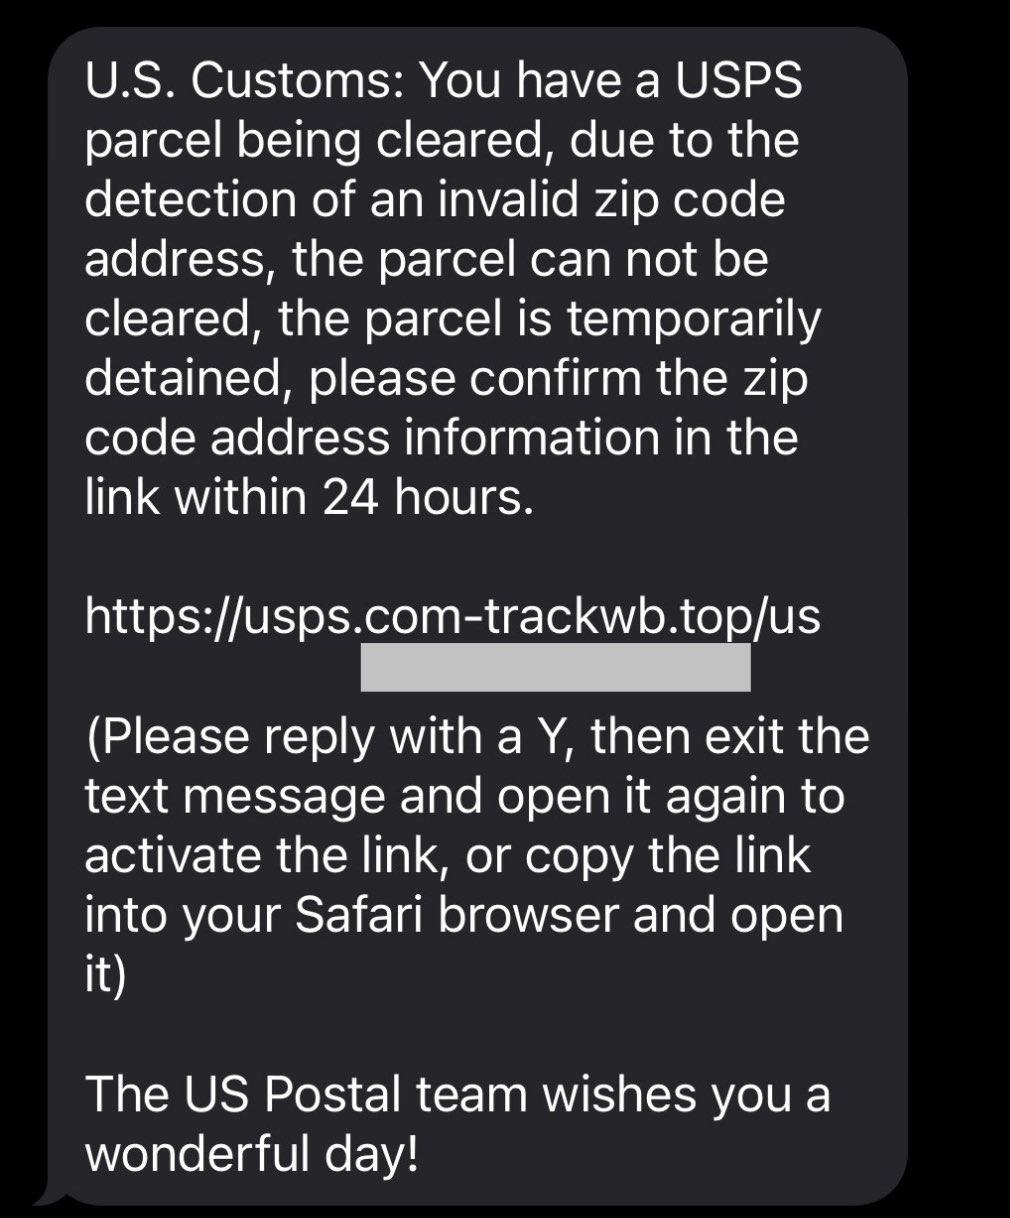 U.S. Customs: You have a USPS
parcel being cleared, due to the
detection of an invalid zip code
address, the parcel can not be
cleared, the parcel is temporarily
detained, please confirm the zip
code address information in the
link within 24 hours.
https://usps.com-trackwb.top/us
(Please reply with a Y, then exit the
text message and open it again to
activate the link, or copy the link
into your Safari browser and open
it)
The US Postal team wishes you a
wonderful day!